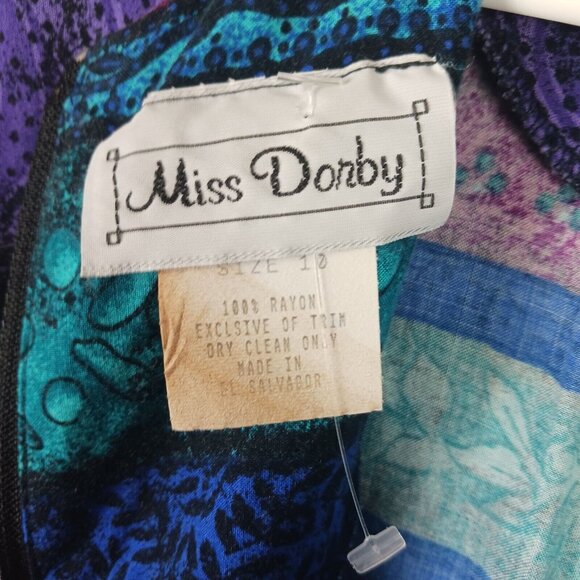 Miss Dorby
SIZE 10
100% RAYON
EXCLSIVE OF TRIM
DRY CLEAN ONLY
MADE IN
EL SALVADOR